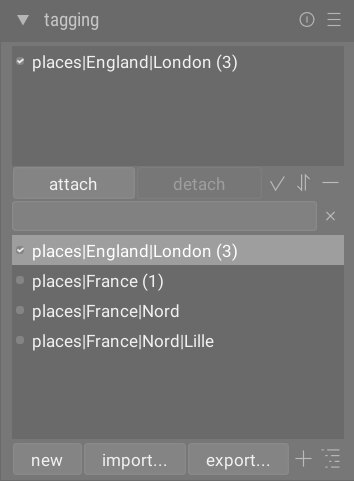 tagging
places|England|London (3)
attach detach
places|England|London (3)
places|France (1)
places|France|Nord
places|France|Nord|Lille
new import... export...